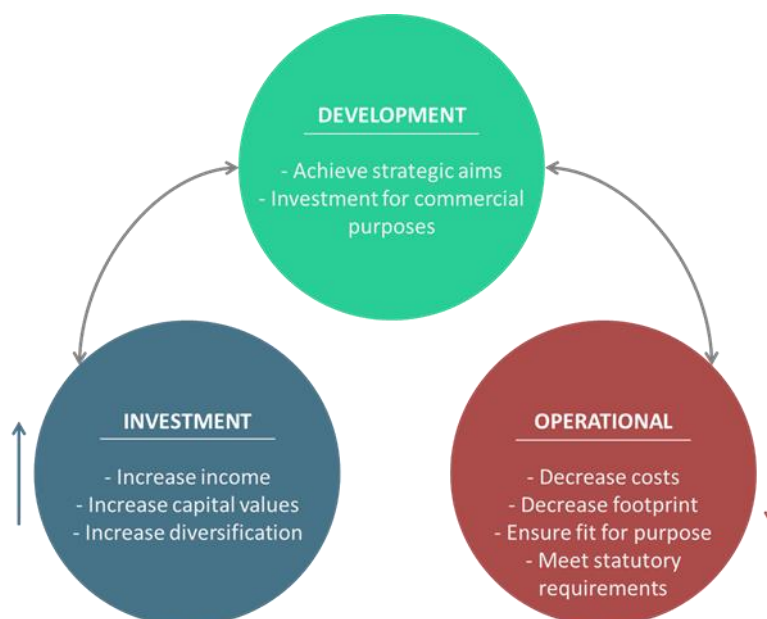 DEVELOPMENT
- Achieve strategic aims
- Investment for commercial
purposes
INVESTMENT
- Increase income
- Increase capital values
- Increase diversification
OPERATIONAL
- Decrease costs
- Decrease footprint
- Ensure fit for purpose
- Meet statutory
requirements